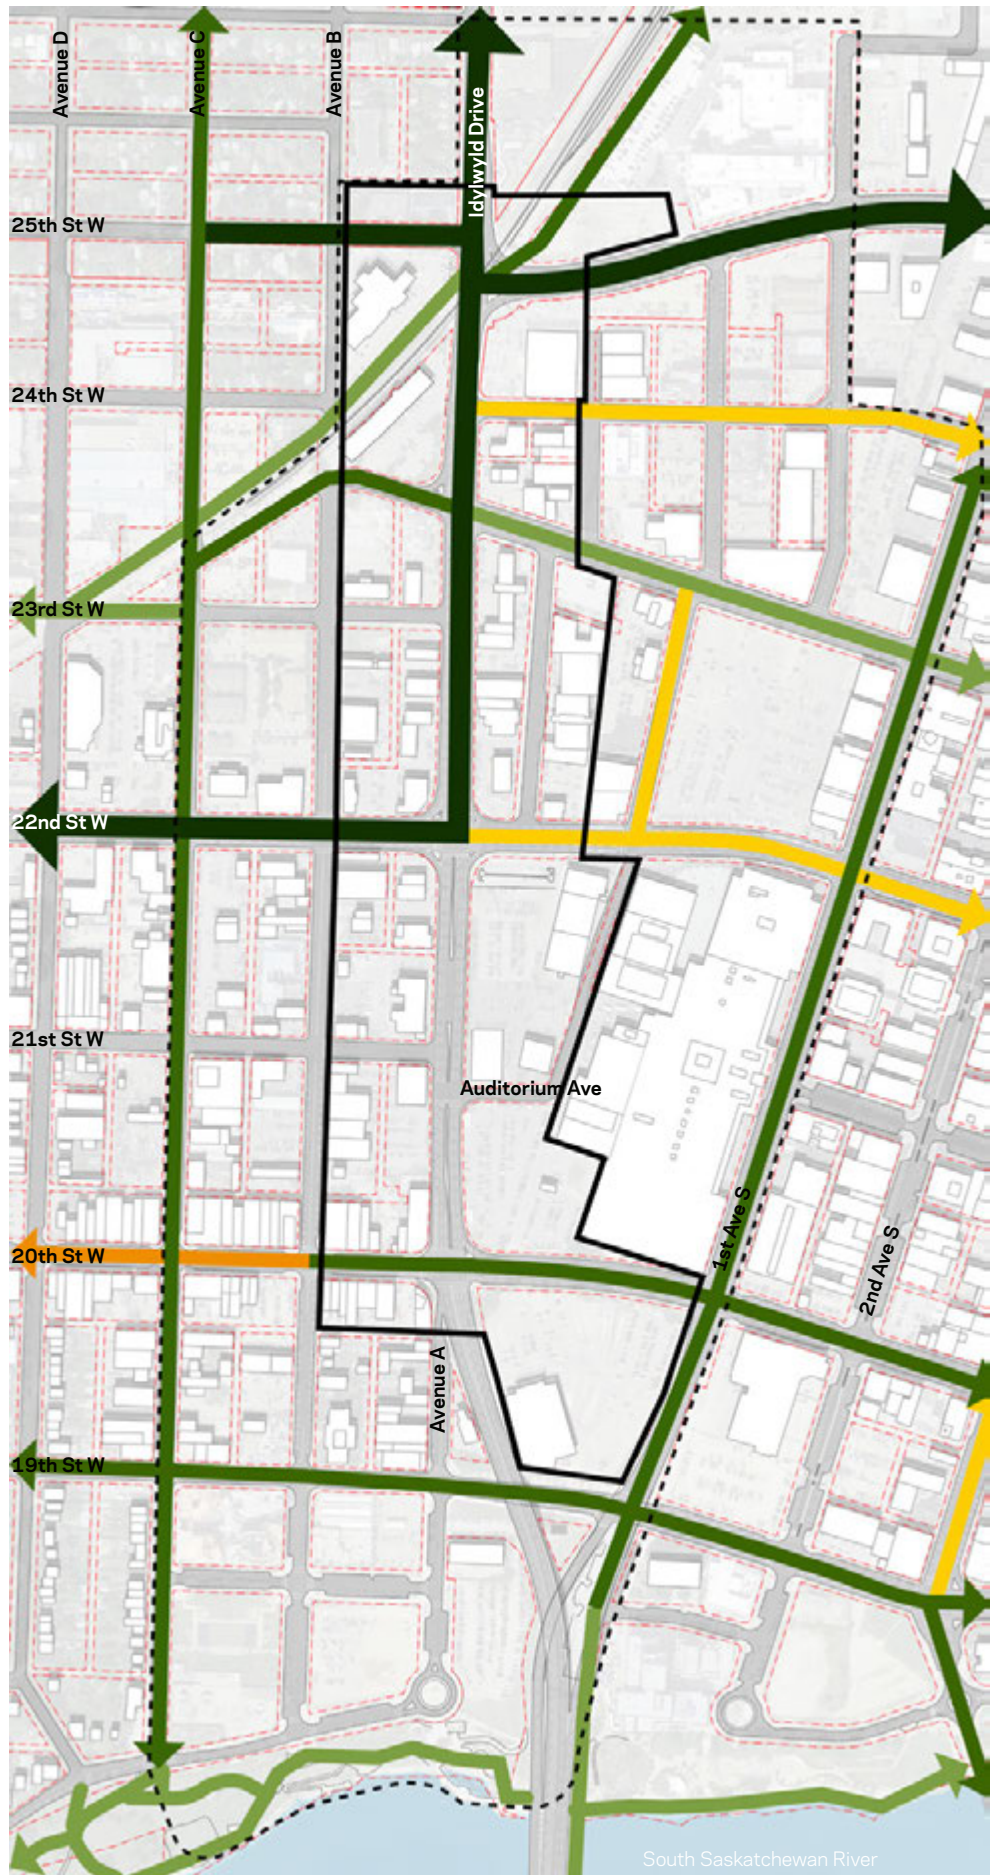 Avenue D
Avenue C
Avenue B
Idylwyld Drive
25th St W
24th St W
23rd St W
22nd St W
21st St W
Auditorium Ave
1st Ave S
2nd Ave S
20th St W
Avenue A
19th St W
South Saskatchewan River